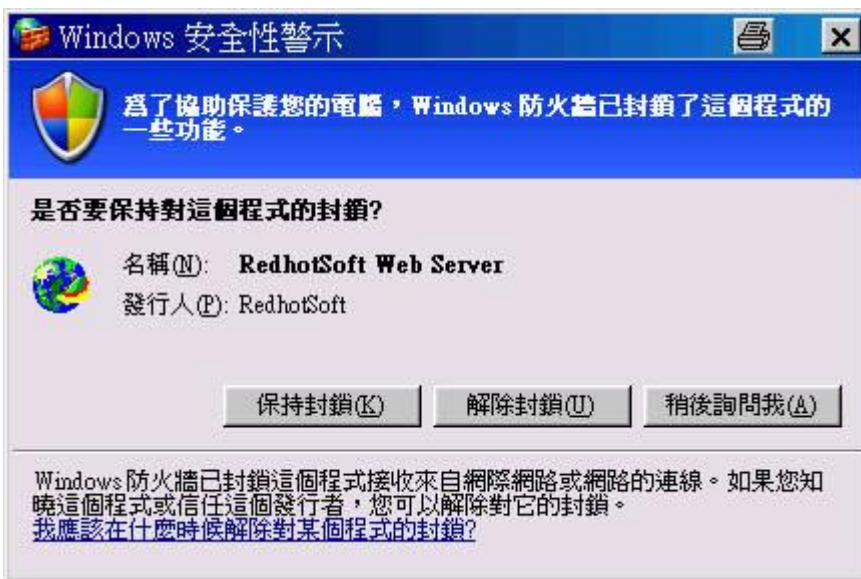 Windows 安全性警示
為了協助保護您的電腦，Windows 防火牆已封鎖了這個程式的
一些功能。
是否要保持對這個程式的封鎖?
名稱(N): RedhotSoft Web Server
發行人(P): RedhotSoft
保持封鎖(K) 解除封鎖(U) 稍後詢問我(A)
Windows 防火牆已封鎖這個程式接收來自網際網路或網路的連線。如果您知
曉這個程式或信任這個發行者，您可以解除對它的封鎖。
我應該在什麼時候解除對某個程式的封鎖?